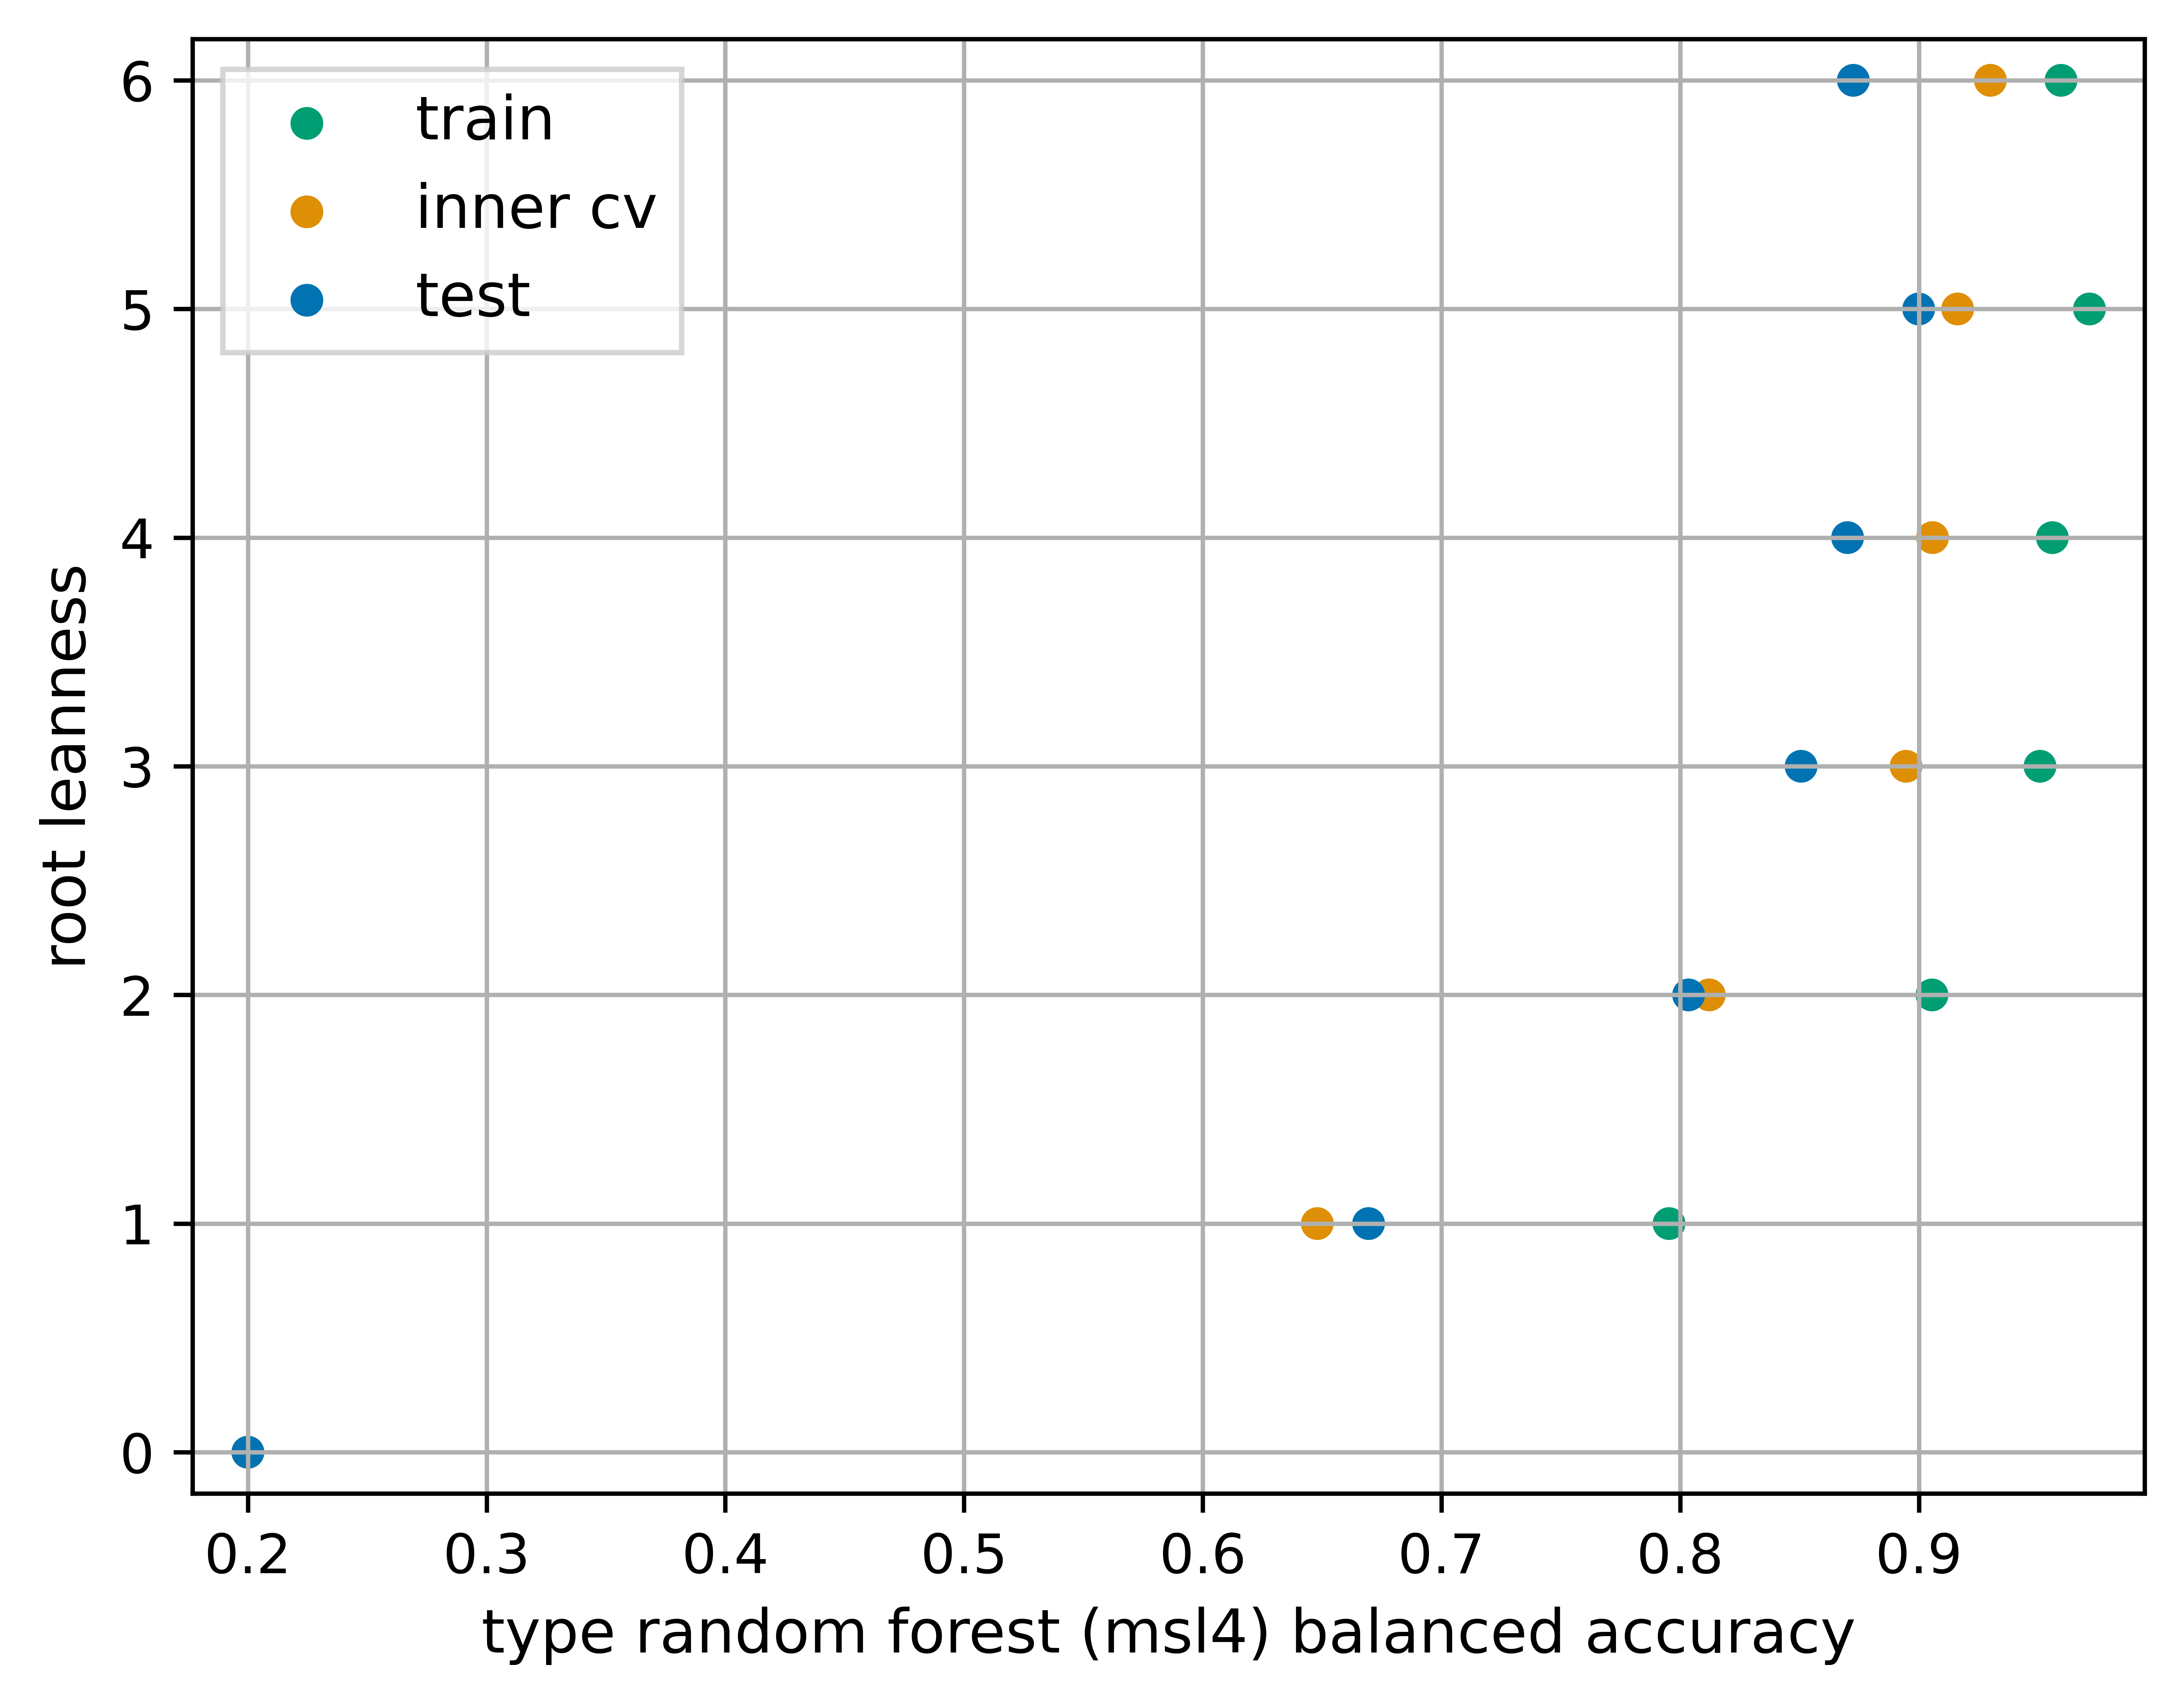 6
5
4
3
2
1
0
root leanness
train
inner cv
test
0.2 0.3 0.4 0.5 0.6 0.7 0.8 0.9
type random forest (msl4) balanced accuracy